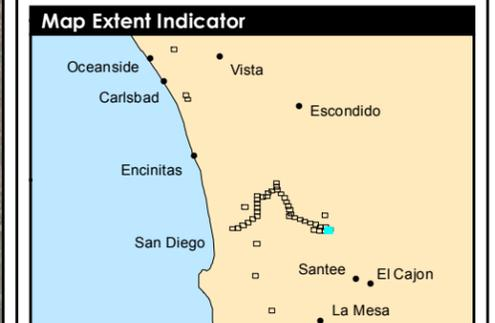 Map Extent Indicator
Oceanside
Vista
Carlsbad
Escondido
Encinitas
San Diego
Santee
El Cajon
La Mesa